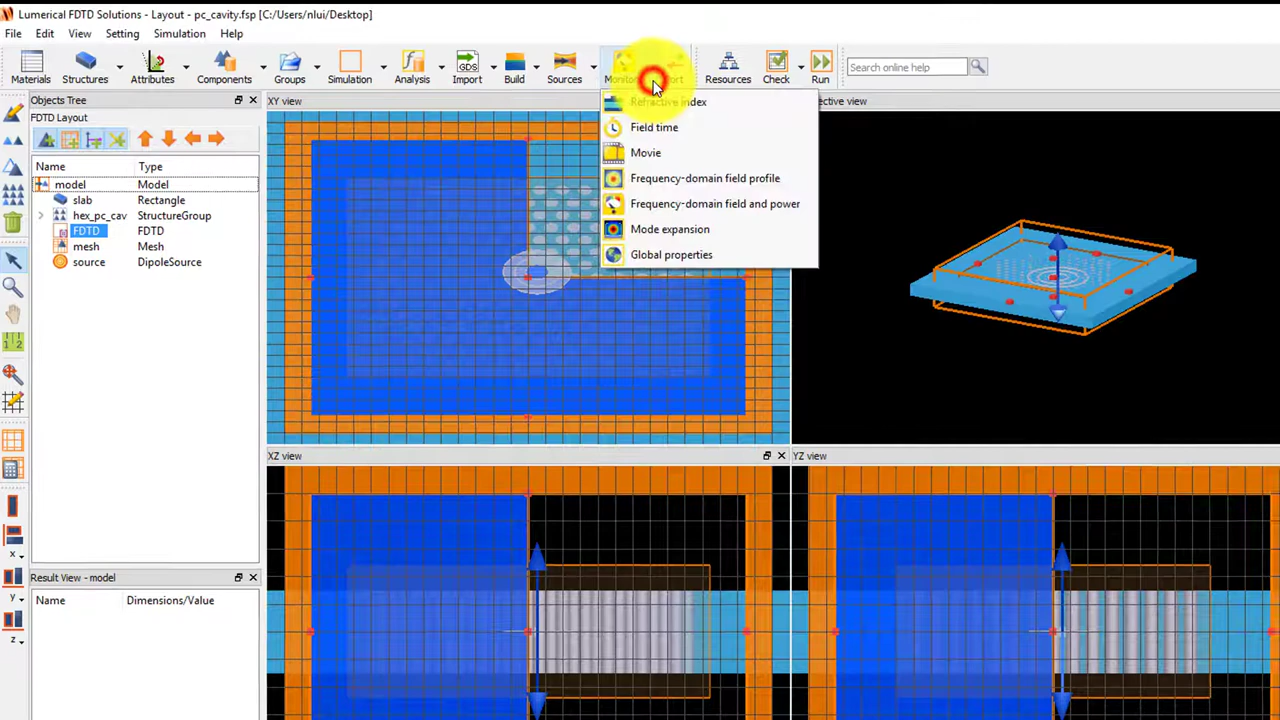 Lumerical FDTD Solutions - Layout - pc_cavity.fsp [C:/Users/nlui/Desktop]
File Edit View Setting Simulation Help
Materials Structures Attributes Components Groups Simulation Analysis Import Build Sources Resources Check Run Search online help
Objects Tree
FDTD Layout
Name Type
model Model
slab Rectangle
hex_pc_cav StructureGroup
FDTD FDTD
mesh Mesh
source DipoleSource
XY view
Refractive index
Field time
Movie
Frequency-domain field profile
Frequency-domain field and power
Mode expansion
Global properties
XZ view
YZ view
x
y
z
Result View - model
Name Dimensions/Value